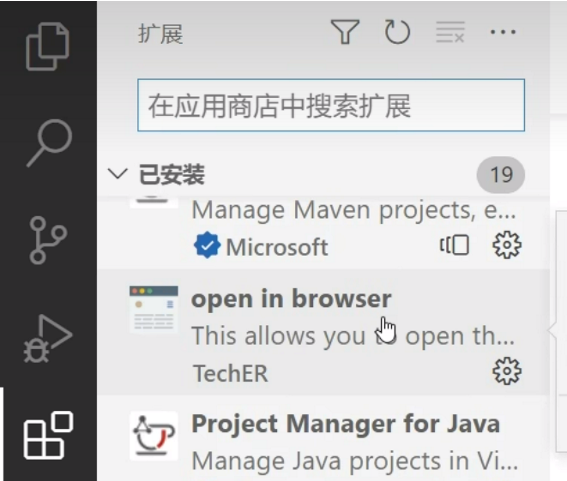 扩展
在应用商店中搜索扩展
已安装 19
Manage Maven projects, e...
Microsoft
open in browser
This allows you to open th...
TechER
Project Manager for Java
Manage Java projects in Vi...